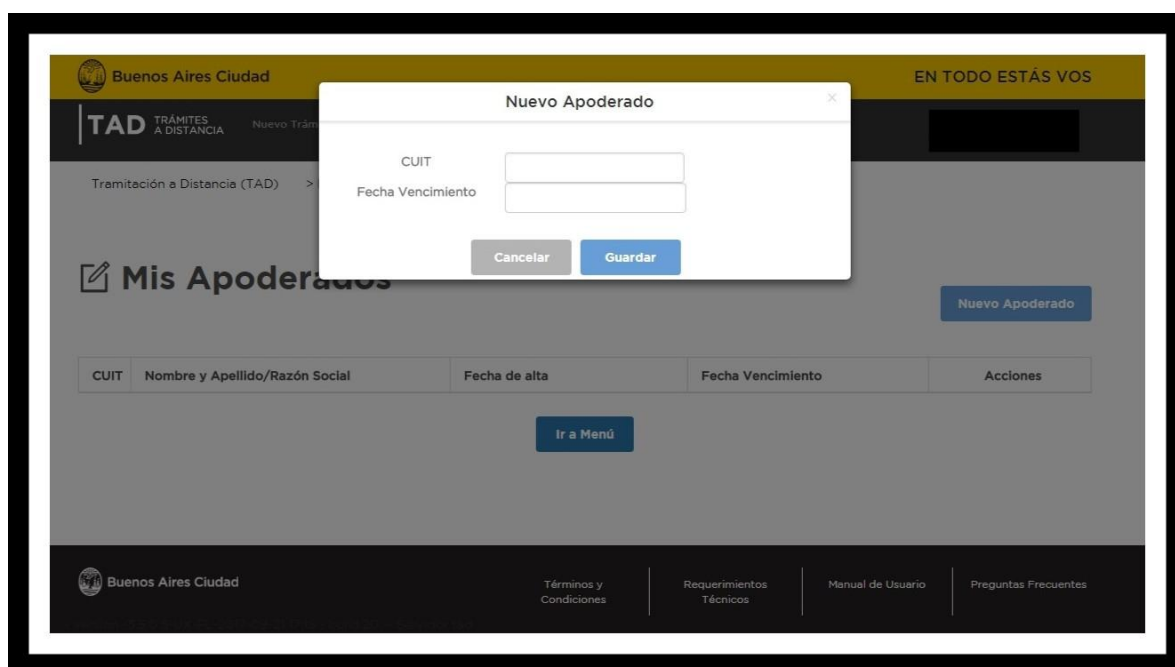 Buenos Aires Ciudad
EN TODO ESTÁS VOS
Nuevo Apoderado
×
TAD TRÁMITES
A DISTANCIA
Nuevo Trám
CUIT
Fecha Vencimiento
Tramitación a Distancia (TAD) >
Cancelar Guardar
Mis Apoderados
Nuevo Apoderado
CUIT Nombre y Apellido/Razón Social Fecha de alta Fecha Vencimiento Acciones
Ir a Menú
Buenos Aires Ciudad
Términos y
Condiciones
Requerimientos
Técnicos
Manual de Usuario
Preguntas Frecuentes